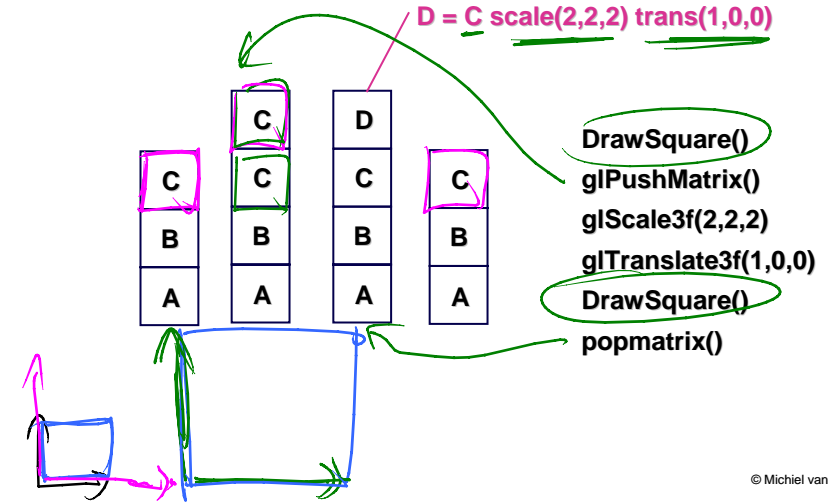 D = C scale(2,2,2) trans(1,0,0)
C D
C C C C
B B B B
A A A A
DrawSquare()
glPushMatrix()
glScale3f(2,2,2)
glTranslate3f(1,0,0)
DrawSquare()
popmatrix()
© Michiel van